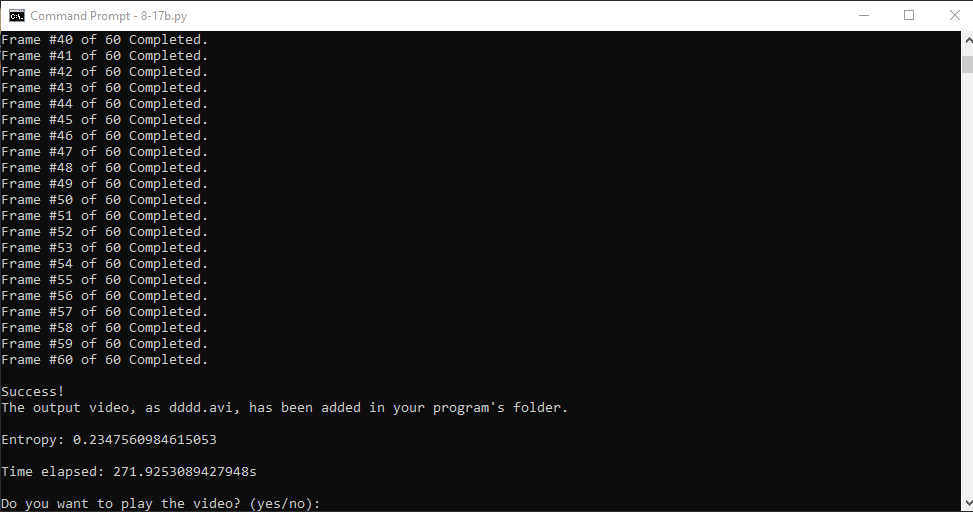 Command Prompt - 8-17b.py
Frame #40 of 60 Completed.
Frame #41 of 60 Completed.
Frame #42 of 60 Completed.
Frame #43 of 60 Completed.
Frame #44 of 60 Completed.
Frame #45 of 60 Completed.
Frame #46 of 60 Completed.
Frame #47 of 60 Completed.
Frame #48 of 60 Completed.
Frame #49 of 60 Completed.
Frame #50 of 60 Completed.
Frame #51 of 60 Completed.
Frame #52 of 60 Completed.
Frame #53 of 60 Completed.
Frame #54 of 60 Completed.
Frame #55 of 60 Completed.
Frame #56 of 60 Completed.
Frame #57 of 60 Completed.
Frame #58 of 60 Completed.
Frame #59 of 60 Completed.
Frame #60 of 60 Completed.
Success!
The output video, as dddd.avi, has been added in your program's folder.
Entropy: 0.2347560984615053
Time elapsed: 271.9253089427948s
Do you want to play the video? (yes/no):